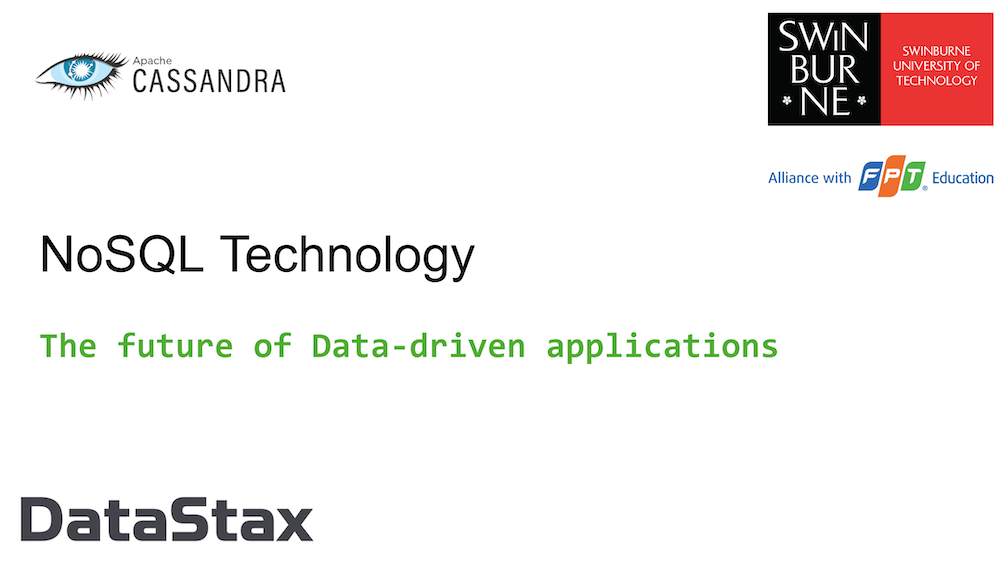 Apache
CASSANDRA
SWiN
BUR
NE
SWINBURNE
UNIVERSITY OF
TECHNOLOGY
Alliance with FPT® Education
NoSQL Technology
The future of Data-driven applications
DataStax